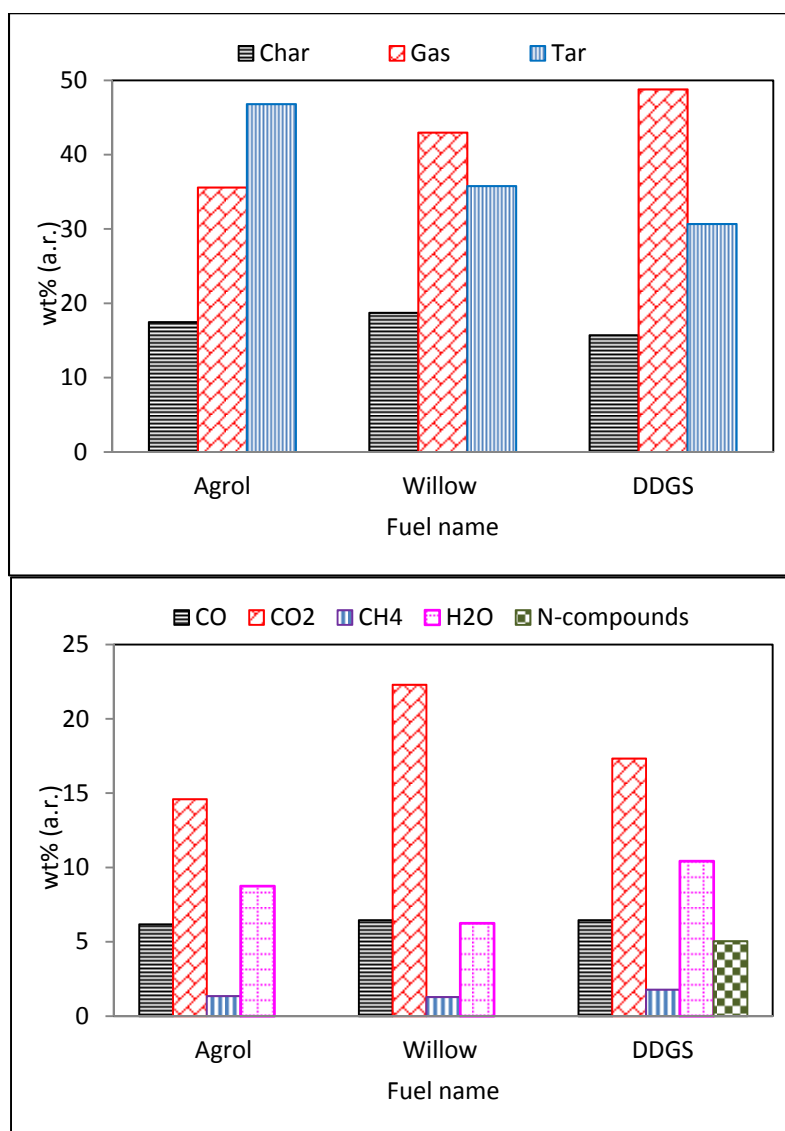 Char Gas Tar
50
40
30
20
10
0
wt% (a.r.)
Agrol Willow DDGS
Fuel name
CO CO2 CH4 H2O N-compounds
25
20
15
10
5
0
wt% (a.r.)
Agrol Willow DDGS
Fuel name